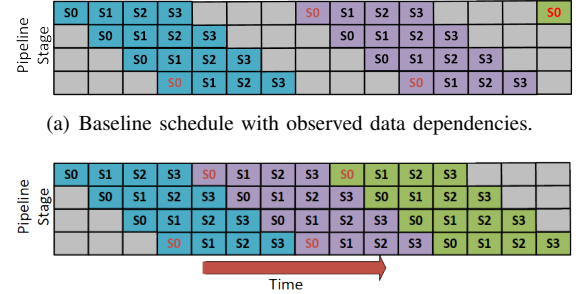 S0 S1 S2 S3 S0 S1 S2 S3 S0
S0 S1 S2 S3 S0 S1 S2 S3
S0 S1 S2 S3 S0 S1 S2 S3
S0 S1 S2 S3 S0 S1 S2 S3
Pipeline
Stage
(a) Baseline schedule with observed data dependencies.
S0 S1 S2 S3 S0 S1 S2 S3 S0 S1 S2 S3
S0 S1 S2 S3 S0 S1 S2 S3 S0 S1 S2 S3
S0 S1 S2 S3 S0 S1 S2 S3 S0 S1 S2 S3
S0 S1 S2 S3 S0 S1 S2 S3 S0 S1 S2 S3
Pipeline
Stage
Time